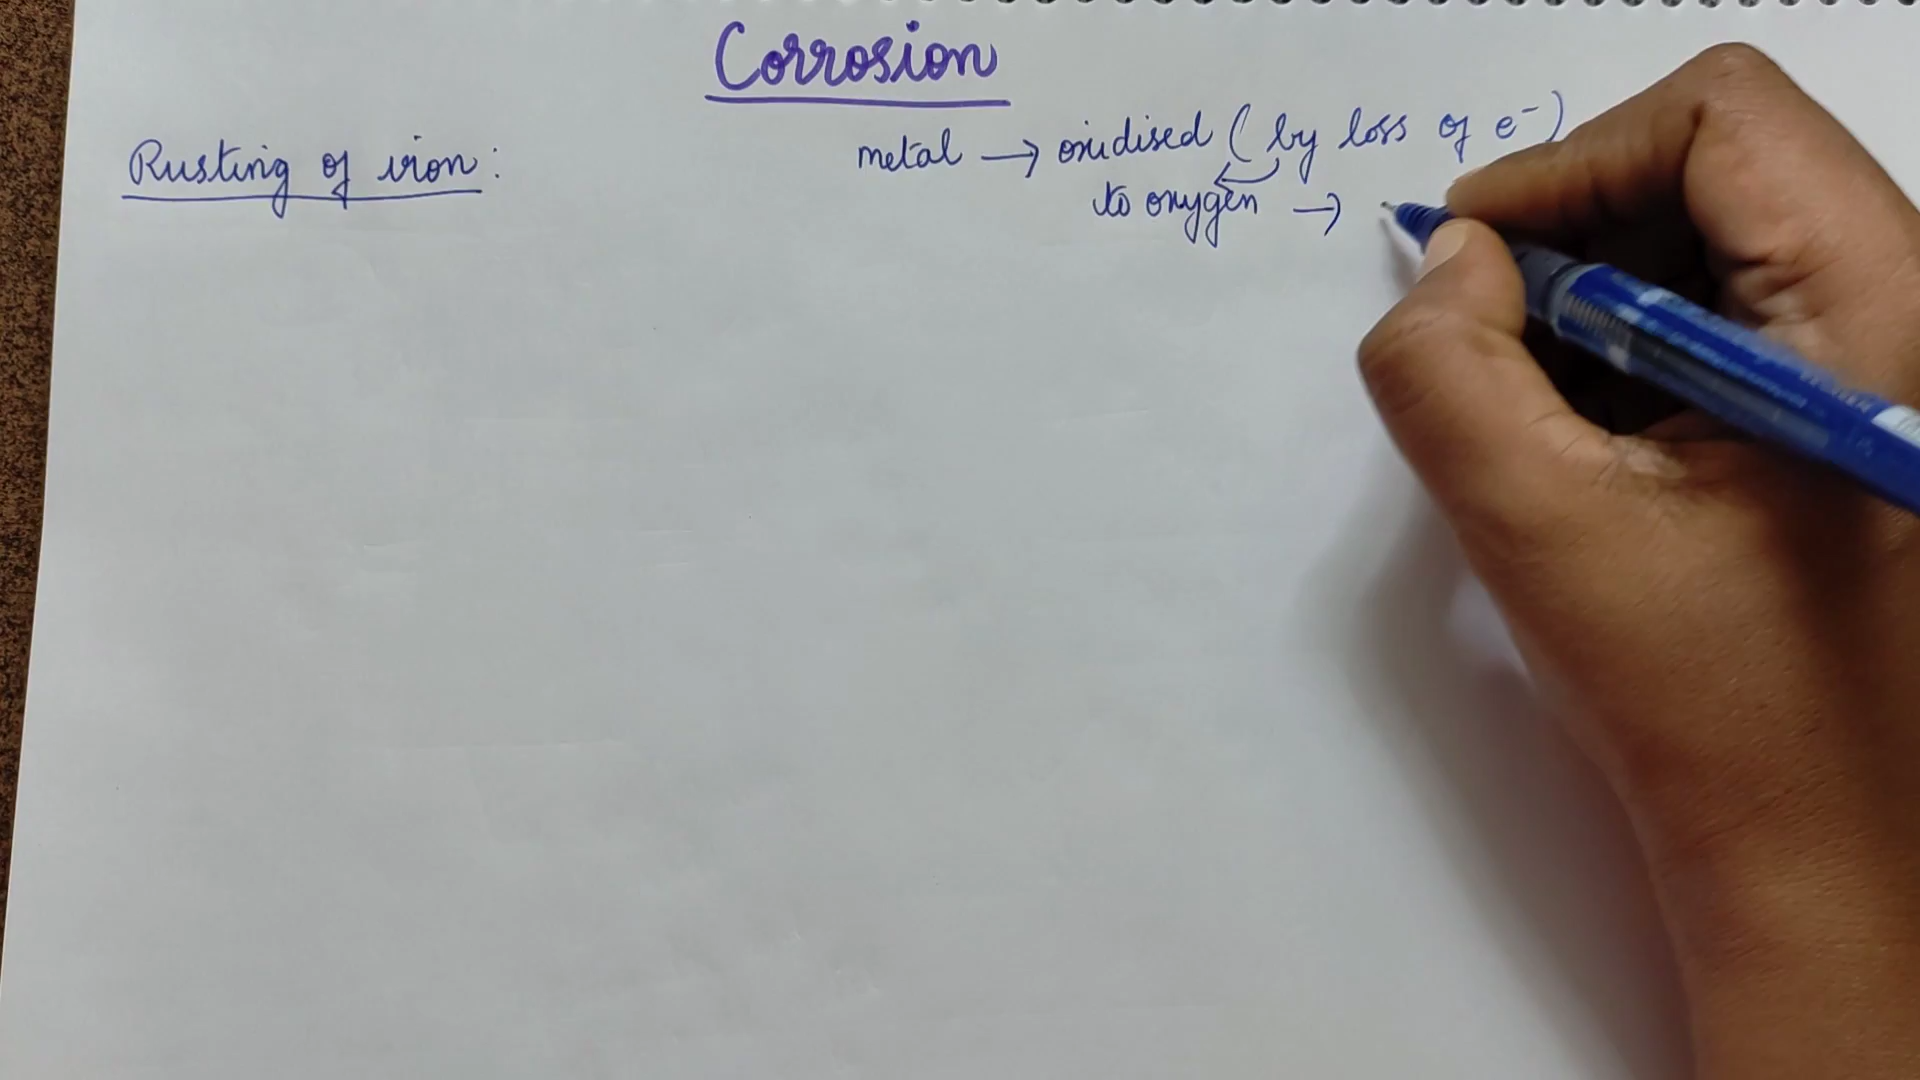 Corrosion
Rusting of iron:
metal → oxidised (by loss of e⁻)
to oxygen →